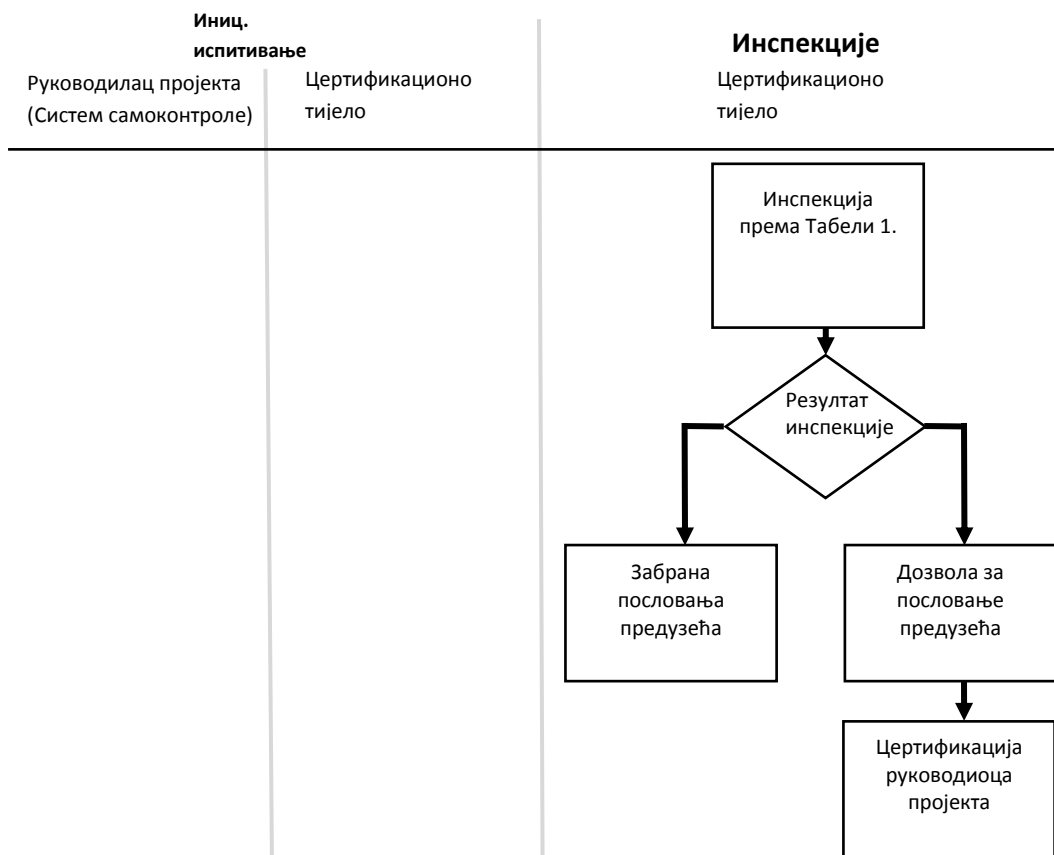 Иниц.
испитивање
Инспекције
Руководилац пројекта
(Систем самоконтроле)
Цертификационо
тијело
Цертификационо
тијело
Инспекција
према Табели 1.
Резултат
инспекције
Забрана
пословања
предузећа
Дозвола за
пословање
предузећа
Цертификација
руководиоца
пројекта